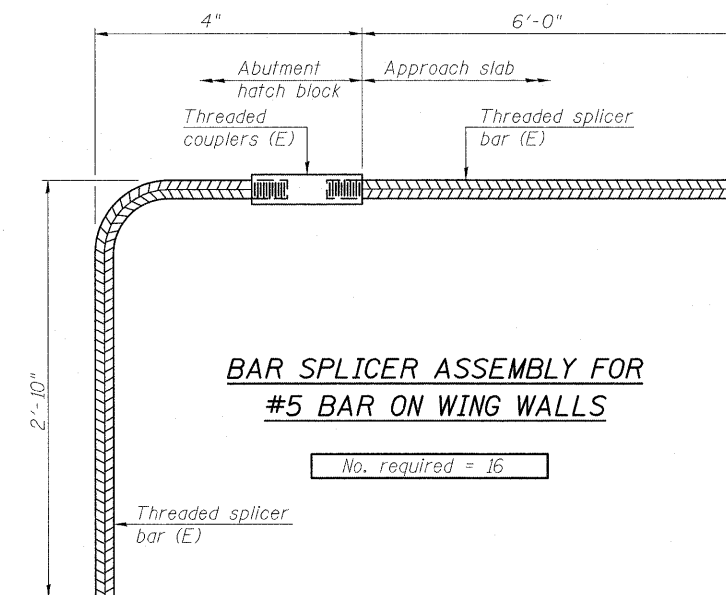 4"
6'-0"
Abutment
hatch block
Approach slab
Threaded
couplers (E)
Threaded splicer
bar (E)
2'-10"
BAR SPLICER ASSEMBLY FOR
#5 BAR ON WING WALLS
No. required = 16
Threaded splicer
bar (E)